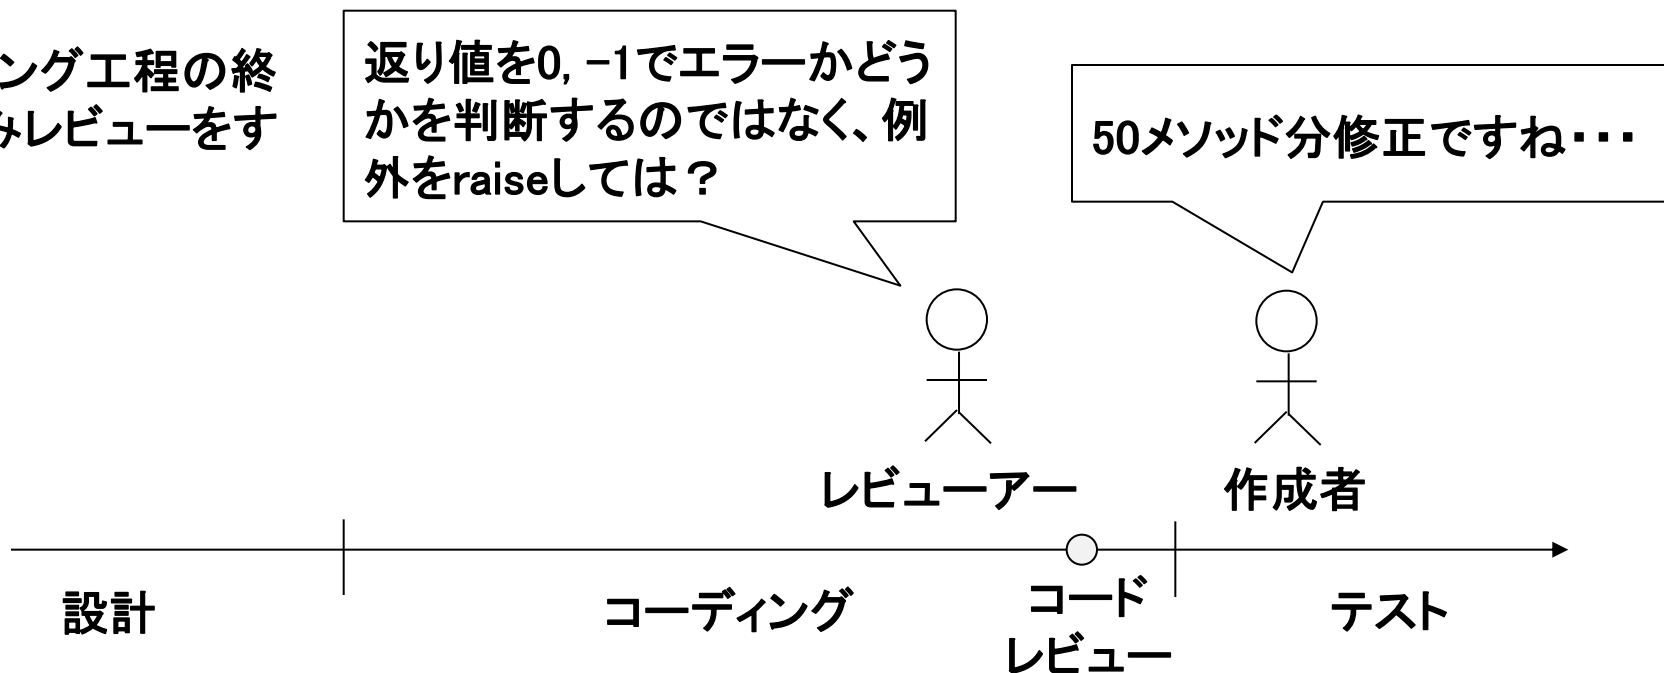 ング工程の終
みレビューをす
返り値を0, -1でエラーかどう
かを判断するのではなく、例
外をraiseしては？
50メソッド分修正ですね・・・
レビューアー
作成者
設計
コーディング
コード
レビュー
テスト